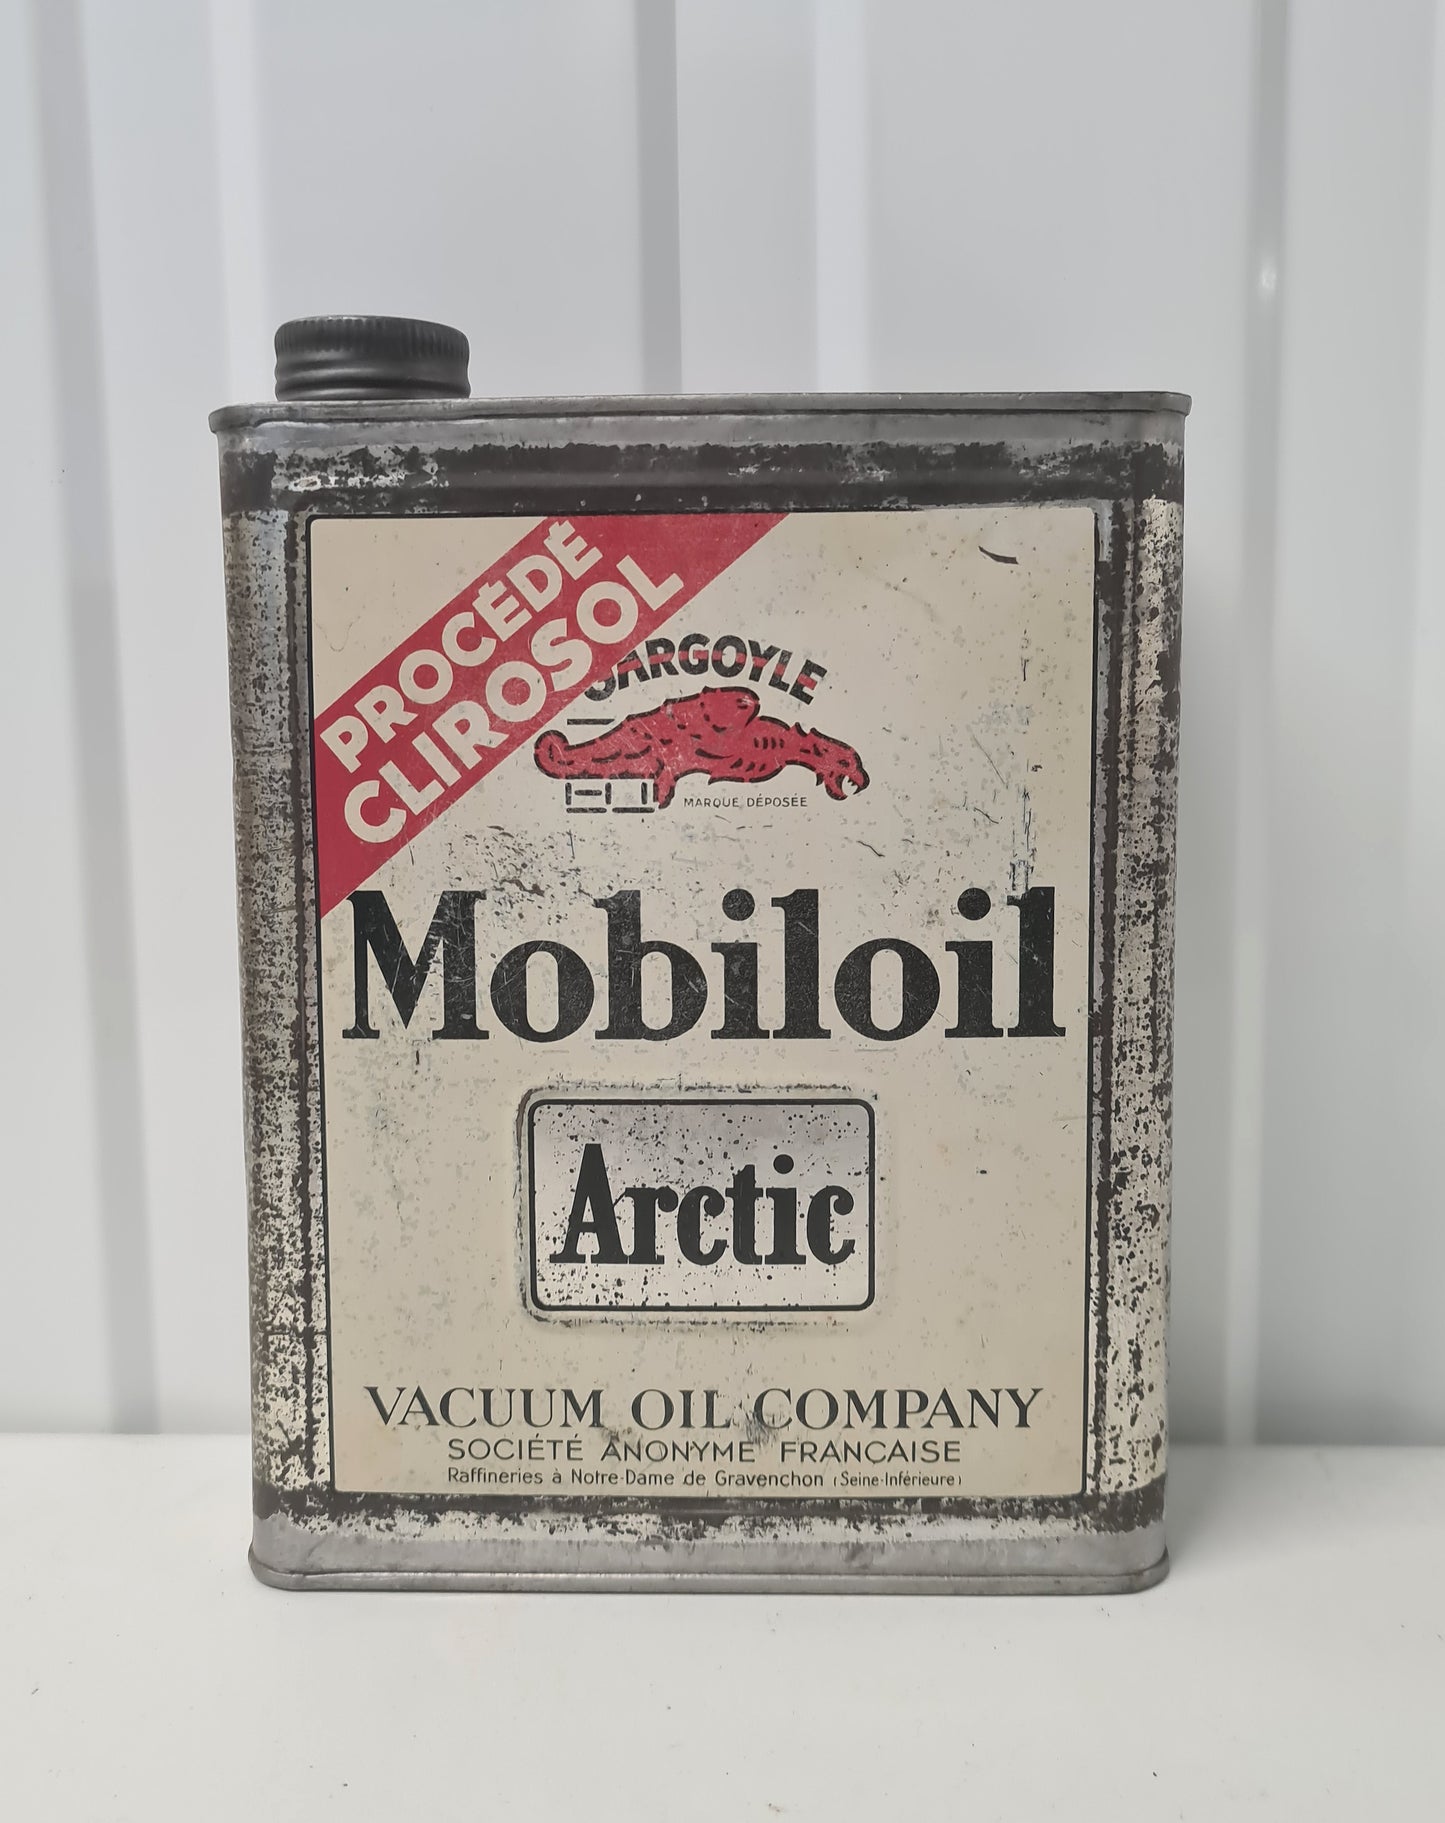 PROCÉDÉ
CLIROSOL
GARGOYLE
MARQUE DÉPOSÉE
Mobiloil
Arctic
VACUUM OIL COMPANY
SOCIÉTÉ ANONYME FRANÇAISE
Raffineries à Notre-Dame de Gravenchon (Seine-Inférieure)